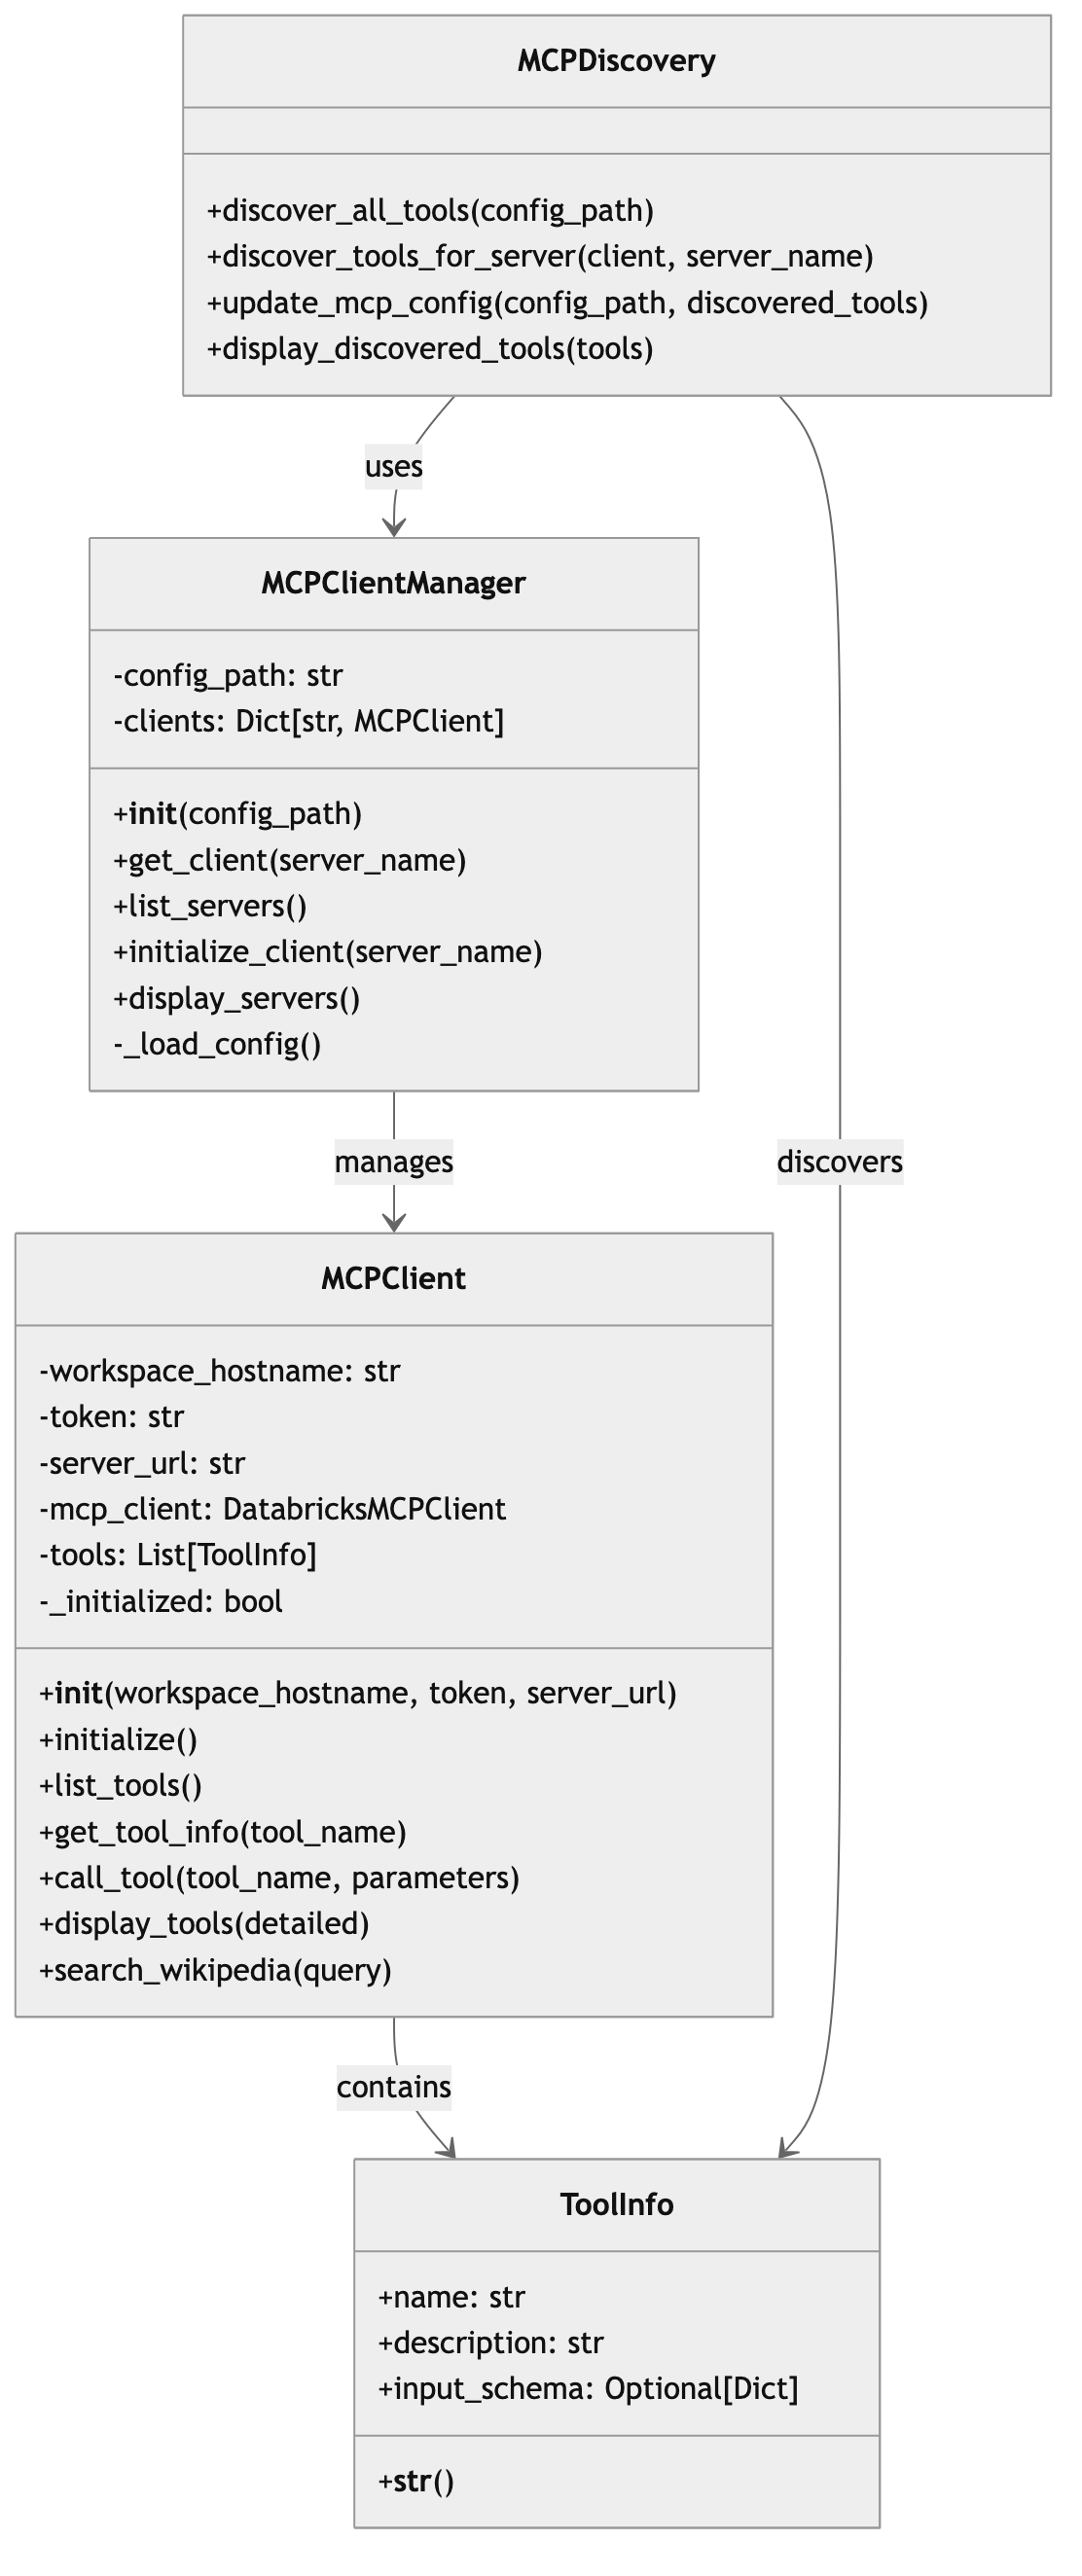 MCPDiscovery
+discover_all_tools(config_path)
+discover_tools_for_server(client, server_name)
+update_mcp_config(config_path, discovered_tools)
+display_discovered_tools(tools)
uses
MCPClientManager
-config_path: str
-clients: Dict[str, MCPClient]
+init(config_path)
+get_client(server_name)
+list_servers()
+initialize_client(server_name)
+display_servers()
-_load_config()
manages
discovers
MCPClient
-workspace_hostname: str
-token: str
-server_url: str
-mcp_client: DatabricksMCPClient
-tools: List[ToolInfo]
-_initialized: bool
+init(workspace_hostname, token, server_url)
+initialize()
+list_tools()
+get_tool_info(tool_name)
+call_tool(tool_name, parameters)
+display_tools(detailed)
+search_wikipedia(query)
contains
ToolInfo
+name: str
+description: str
+input_schema: Optional[Dict]
+str()